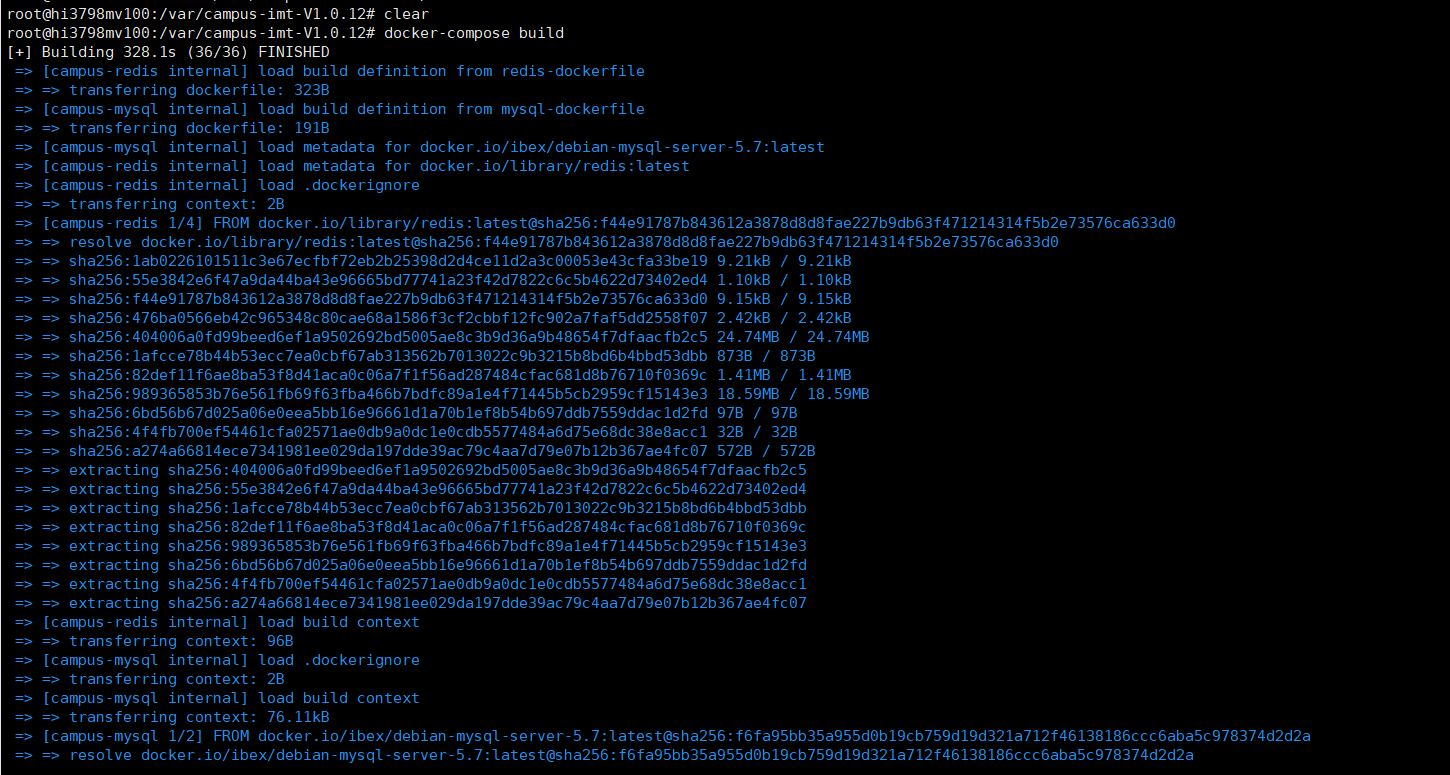 root@hi3798mv100:/var/campus-imt-V1.0.12# clear
root@hi3798mv100:/var/campus-imt-V1.0.12# docker-compose build
[+] Building 328.1s (36/36) FINISHED
=> [campus-redis internal] load build definition from redis-dockerfile
=> => transferring dockerfile: 323B
=> [campus-mysql internal] load build definition from mysql-dockerfile
=> => transferring dockerfile: 191B
=> [campus-mysql internal] load metadata for docker.io/ibex/debian-mysql-server-5.7:latest
=> [campus-redis internal] load metadata for docker.io/library/redis:latest
=> [campus-redis internal] load .dockerignore
=> => transferring context: 2B
=> [campus-redis 1/4] FROM docker.io/library/redis:latest@sha256:f44e91787b843612a3878d8d8fae227b9db63f471214314f5b2e73576ca633d0
=> => resolve docker.io/library/redis:latest@sha256:f44e91787b843612a3878d8d8fae227b9db63f471214314f5b2e73576ca633d0
=> => sha256:1ab0226101511c3e67ecfbf72eb2b25398d2d4ce11d2a3c00053e43cfa33be19 9.21kB / 9.21kB
=> => sha256:55e3842e6f47a9da44ba43e96665bd77741a23f42d7822c6c5b4622d73402ed4 1.10kB / 1.10kB
=> => sha256:f44e91787b843612a3878d8d8fae227b9db63f471214314f5b2e73576ca633d0 9.15kB / 9.15kB
=> => sha256:476ba0566eb42c965348c80cae68a1586f3cf2cbbf12fc902a7faf5dd2558f07 2.42kB / 2.42kB
=> => sha256:404006a0fd99beed6ef1a9502692bd5005ae8c3b9d36a9b48654f7dfaacfb2c5 24.74MB / 24.74MB
=> => sha256:1afcce78b44b53ecc7ea0cbf67ab313562b7013022c9b3215b8bd6b4bbd53dbb 873B / 873B
=> => sha256:82def11f6ae8ba53f8d41aca0c06a7f1f56ad287484cfac681d8b76710f0369c 1.41MB / 1.41MB
=> => sha256:989365853b76e561fb69f63fba466b7bdfc89a1e4f71445b5cb2959cf15143e3 18.59MB / 18.59MB
=> => sha256:6bd56b67d025a06e0eea5bb16e96661d1a70b1ef8b54b697ddb7559ddac1d2fd 97B / 97B
=> => sha256:4f4fb700ef54461cfa02571ae0db9a0dc1e0cdb5577484a6d75e68dc38e8acc1 32B / 32B
=> => sha256:a274a66814ece7341981ee029da197dde39ac79c4aa7d79e07b12b367ae4fc07 572B / 572B
=> => extracting sha256:404006a0fd99beed6ef1a9502692bd5005ae8c3b9d36a9b48654f7dfaacfb2c5
=> => extracting sha256:55e3842e6f47a9da44ba43e96665bd77741a23f42d7822c6c5b4622d73402ed4
=> => extracting sha256:1afcce78b44b53ecc7ea0cbf67ab313562b7013022c9b3215b8bd6b4bbd53dbb
=> => extracting sha256:82def11f6ae8ba53f8d41aca0c06a7f1f56ad287484cfac681d8b76710f0369c
=> => extracting sha256:989365853b76e561fb69f63fba466b7bdfc89a1e4f71445b5cb2959cf15143e3
=> => extracting sha256:6bd56b67d025a06e0eea5bb16e96661d1a70b1ef8b54b697ddb7559ddac1d2fd
=> => extracting sha256:4f4fb700ef54461cfa02571ae0db9a0dc1e0cdb5577484a6d75e68dc38e8acc1
=> => extracting sha256:a274a66814ece7341981ee029da197dde39ac79c4aa7d79e07b12b367ae4fc07
=> [campus-redis internal] load build context
=> => transferring context: 96B
=> [campus-mysql internal] load .dockerignore
=> => transferring context: 2B
=> [campus-mysql internal] load build context
=> => transferring context: 76.11kB
=> [campus-mysql 1/2] FROM docker.io/ibex/debian-mysql-server-5.7:latest@sha256:f6fa95bb35a955d0b19cb759d19d321a712f46138186ccc6aba5c978374d2d2a
=> => resolve docker.io/ibex/debian-mysql-server-5.7:latest@sha256:f6fa95bb35a955d0b19cb759d19d321a712f46138186ccc6aba5c978374d2d2a